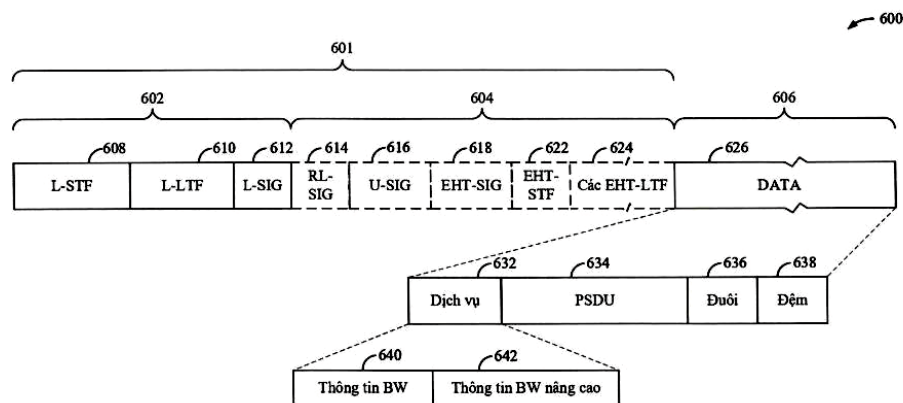 600
601
602 604 606
608 610 612 614 616 618 622 624 626
L-STF L-LTF L-SIG RL-SIG U-SIG EHT-SIG EHT-STF Các EHT-LTF DATA
632 634 636 638
Dịch vụ PSDU Đuôi Đệm
640 642
Thông tin BW Thông tin BW nâng cao